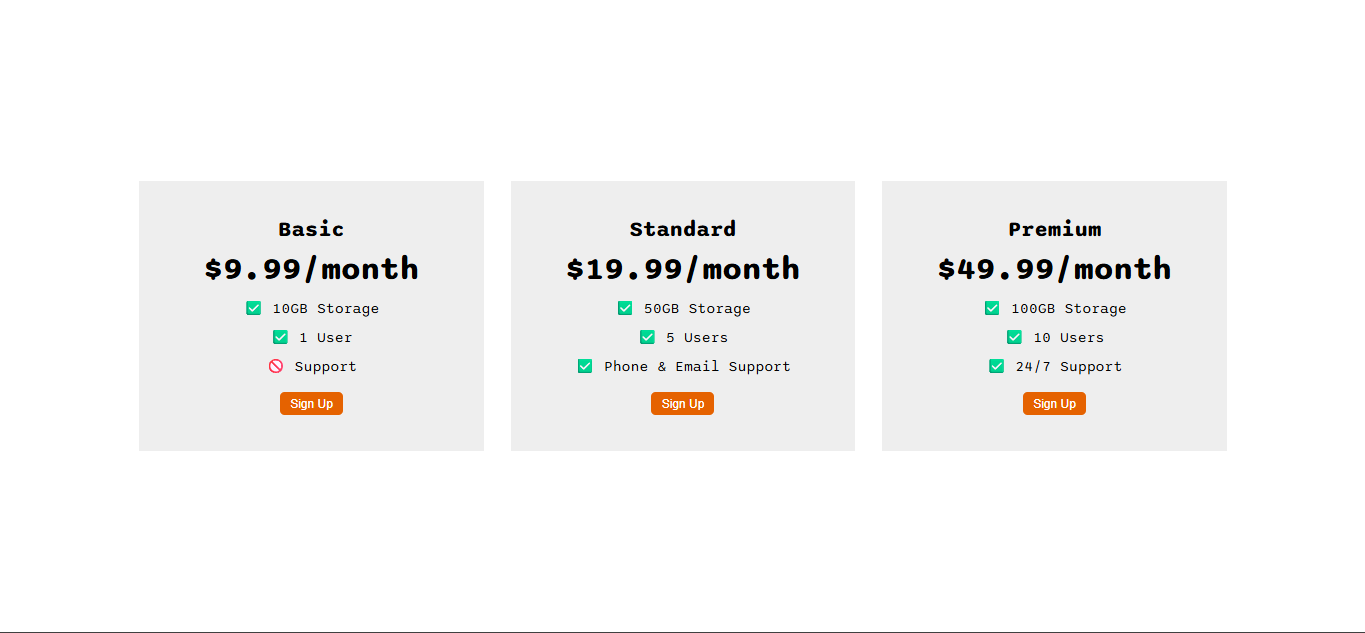 Basic
$9.99/month
✅ 10GB Storage
✅ 1 User
🚫 Support
Sign Up
Standard
$19.99/month
✅ 50GB Storage
✅ 5 Users
✅ Phone & Email Support
Sign Up
Premium
$49.99/month
✅ 100GB Storage
✅ 10 Users
✅ 24/7 Support
Sign Up